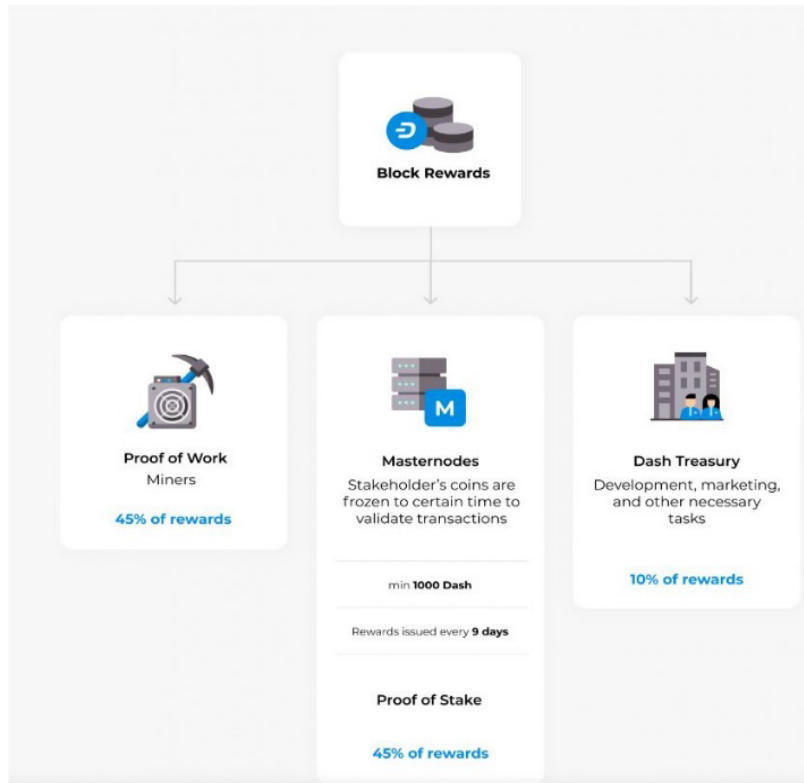 Block Rewards
Proof of Work
Miners
45% of rewards
M
Masternodes
Stakeholder's coins are
frozen to certain time to
validate transactions
min 1000 Dash
Rewards issued every 9 days
Proof of Stake
45% of rewards
Dash Treasury
Development, marketing,
and other necessary
tasks
10% of rewards